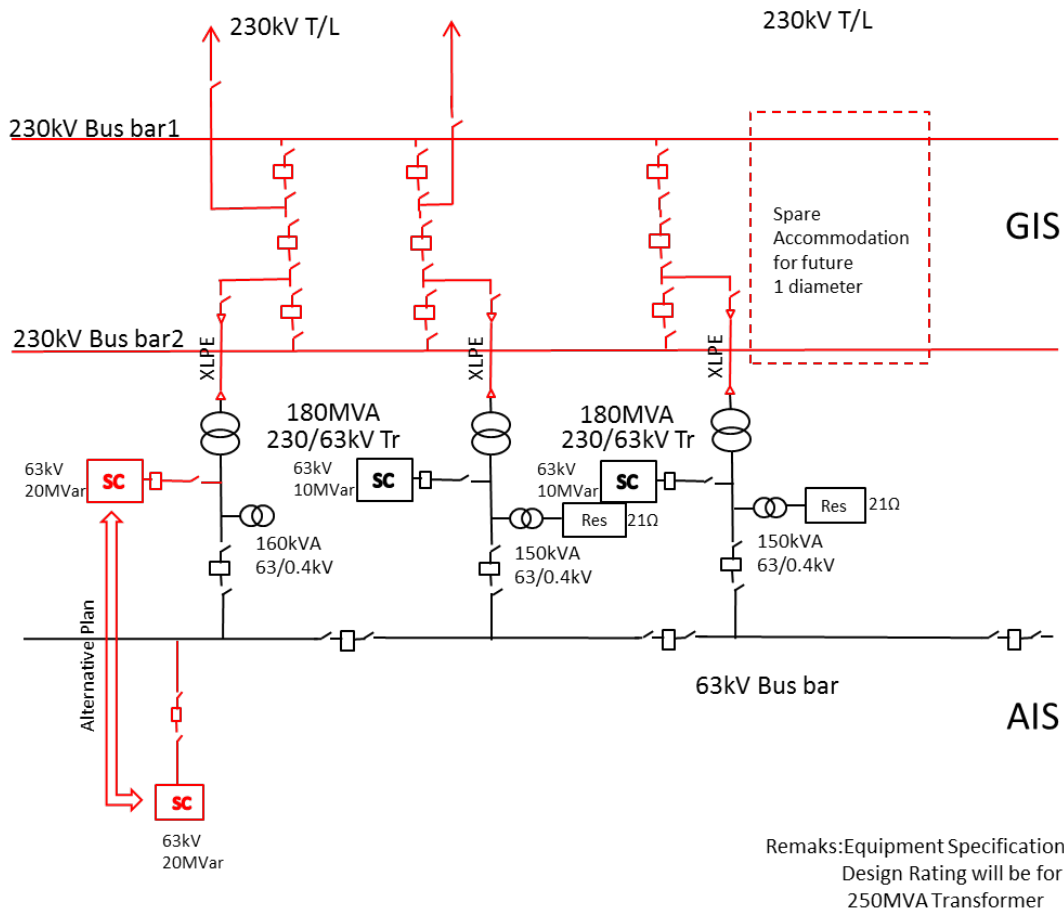 230kV T/L
230kV T/L
230kV Bus bar1
Spare
Accommodation
for future
1 diameter
GIS
230kV Bus bar2
XLPE
XLPE
XLPE
180MVA
230/63kV Tr
180MVA
230/63kV Tr
63kV
20MVar
SC
63kV
10MVar
SC
63kV
10MVar
SC
Res
21Ω
Res
21Ω
160kVA
63/0.4kV
150kVA
63/0.4kV
150kVA
63/0.4kV
Alternative Plan
63kV Bus bar
AIS
SC
63kV
20MVar
Remaks:Equipment Specification
Design Rating will be for
250MVA Transformer